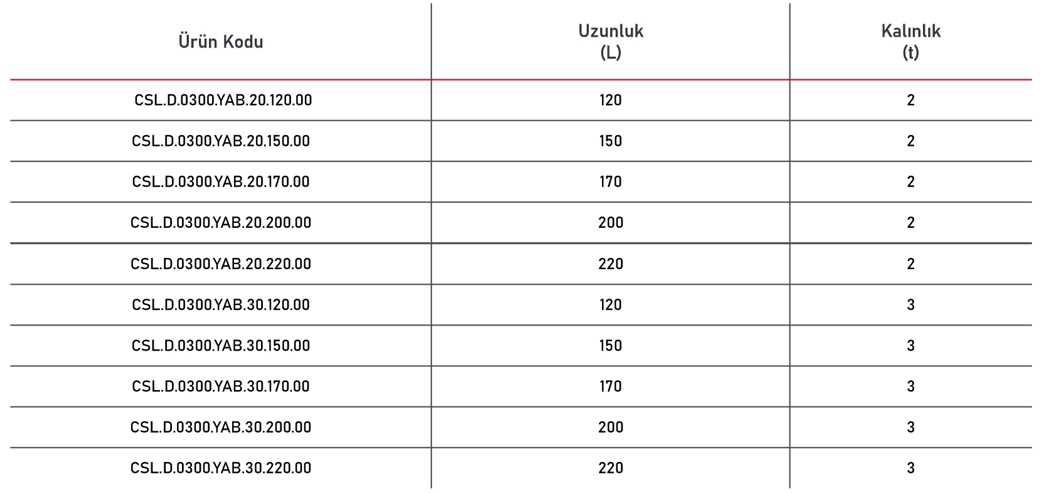 Ürün Kodu Uzunluk (L) Kalınlık (t)
CSL.D.0300.YAB.20.120.00 120 2
CSL.D.0300.YAB.20.150.00 150 2
CSL.D.0300.YAB.20.170.00 170 2
CSL.D.0300.YAB.20.200.00 200 2
CSL.D.0300.YAB.20.220.00 220 2
CSL.D.0300.YAB.30.120.00 120 3
CSL.D.0300.YAB.30.150.00 150 3
CSL.D.0300.YAB.30.170.00 170 3
CSL.D.0300.YAB.30.200.00 200 3
CSL.D.0300.YAB.30.220.00 220 3